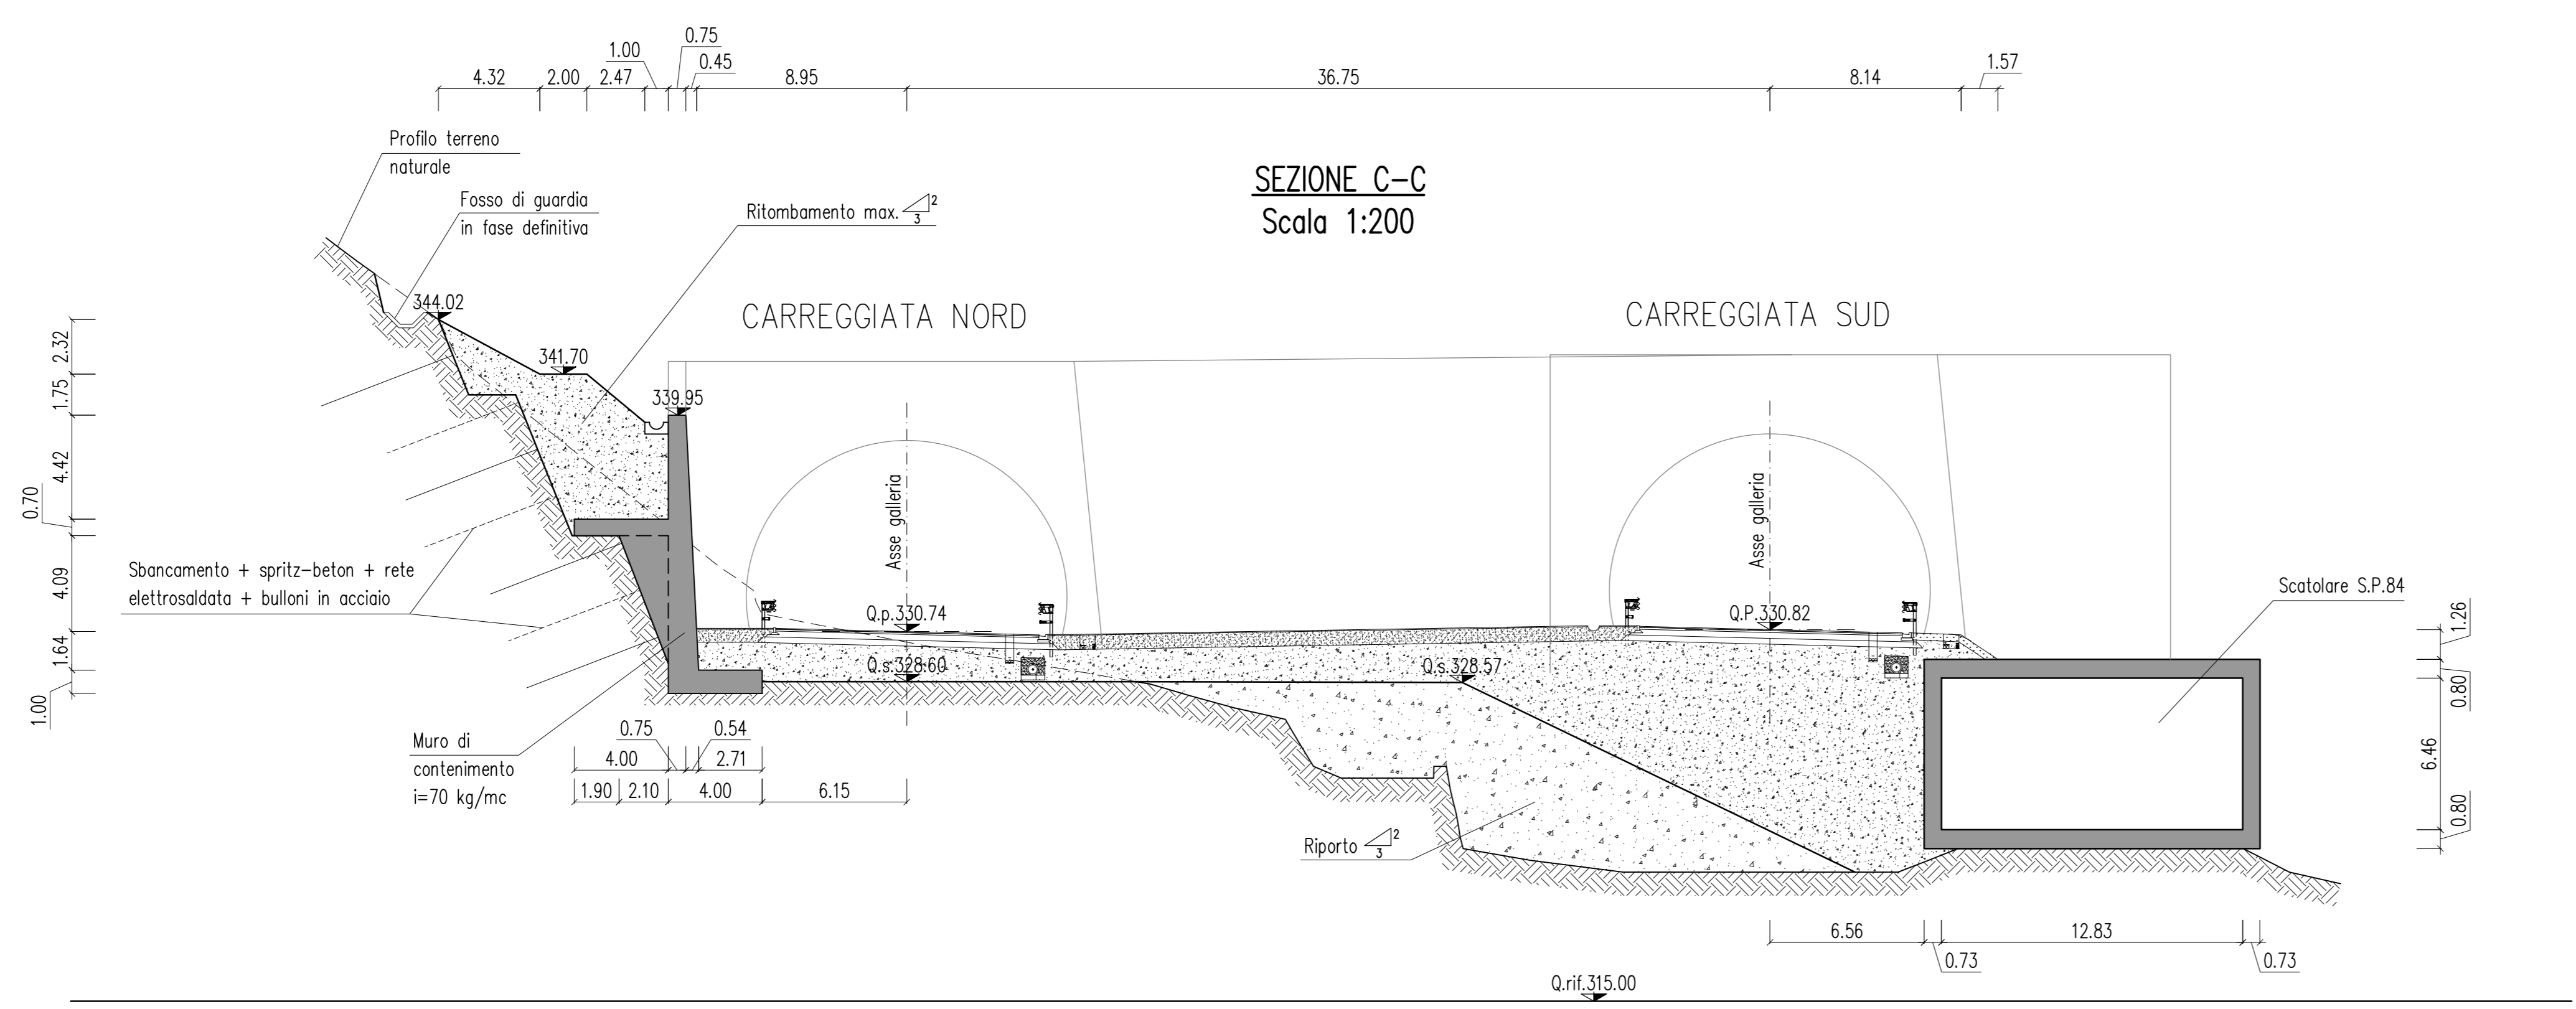 0.75
1.00
0.45
1.57
4.32
2.00
2.47
8.95
36.75
8.14
Profilo terreno
naturale
SEZIONE C-C
Scala 1:200
Fosso di guardia
in fase definitiva
Ritombamento max.
2
3
344.02
CARREGGIATA NORD
CARREGGIATA SUD
341.70
339.95
2.32
1.75
4.42
0.70
4.09
1.64
1.00
Asse galleria
Asse galleria
Sbancamento + spritz-beton + rete
elettrosaldata + bulloni in acciaio
Scatolare S.P.84
Q.p.330.74
Q.P.330.82
Q.s.328.60
Q.s.328.57
1.26
0.80
6.46
0.80
Muro di
contenimento
i=70 kg/mc
0.75
0.54
4.00
2.71
1.90
2.10
4.00
6.15
Riporto
2
3
6.56
12.83
0.73
0.73
Q.rif.315.00